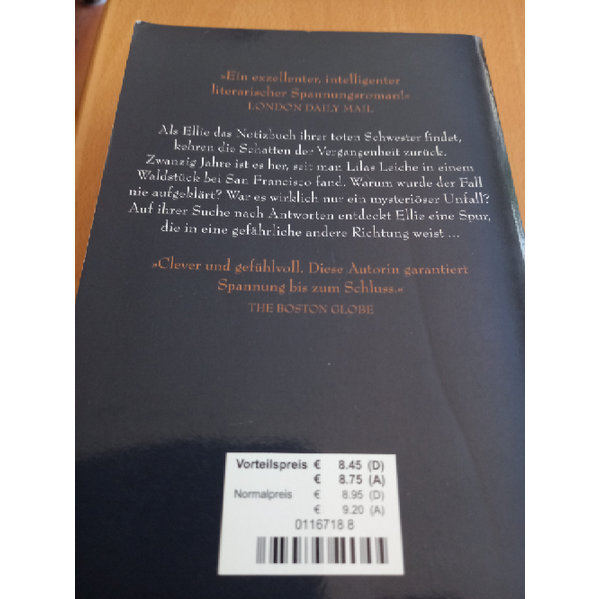 »Ein exzellenter, intelligenter
literarischer Spannungsroman!«
LONDON DAILY MAIL
Als Ellie das Notizbuch ihrer toten Schwester findet,
kehren die Schatten der Vergangenheit zurück.
Zwanzig Jahre ist es her, seit man Lilas Leiche in einem
Waldstück bei San Francisco fand. Warum wurde der Fall
nie aufgeklärt? War es wirklich nur ein mysteriöser Unfall?
Auf ihrer Suche nach Antworten entdeckt Ellie eine Spur,
die in eine gefährliche andere Richtung weist ...
»Clever und gefühlvoll. Diese Autorin garantiert
Spannung bis zum Schluss.«
THE BOSTON GLOBE
Vorteilspreis € 8.45 (D)
€ 8.75 (A)
Normalpreis € 8.95 (D)
€ 9.20 (A)
0116718 8